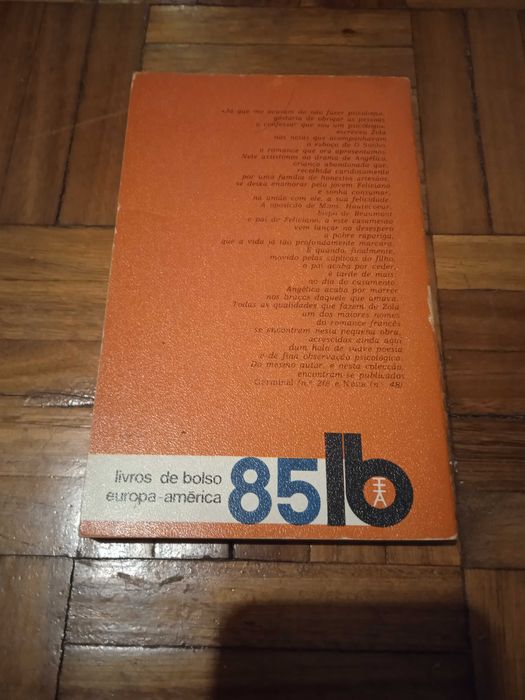 «Já que me acusam de não fazer psicologia,
gostaria de obrigar as pessoas
a confessar que sou um psicólogo»,
escreveu Zola
nas notas que acompanhavam
o esboço de O Sonho,
o romance que ora apresentamos.
Nele assistimos ao drama de Angélica,
criança abandonada que,
recolhida caridosamente
por uma família de honestos artesãos,
se deixa enamorar pelo jovem Feliciano
e sonha consumar,
na união com ele, a sua felicidade.
A oposição de Mons. Hautecoeur,
bispo de Beaumont
e pai de Feliciano, a este casamento
vem lançar no desespero
a pobre rapariga,
que a vida já tão profundamente marcara.
E quando, finalmente,
movido pelas súplicas do filho,
o pai acaba por ceder,
é tarde de mais:
no dia do casamento,
Angélica acaba por morrer
nos braços daquele que amava.
Todas as qualidades que fazem de Zola
um dos maiores nomes
do romance francês
se encontram nesta pequena obra,
acrescidas ainda aqui
dum halo de suave poesia
e de fina observação psicológica.
Do mesmo autor, e nesta colecção,
encontram-se publicados
Germinal (n.º 26) e Nana (n.º 48)
livros de bolso
europa-américa
85 lb
EA